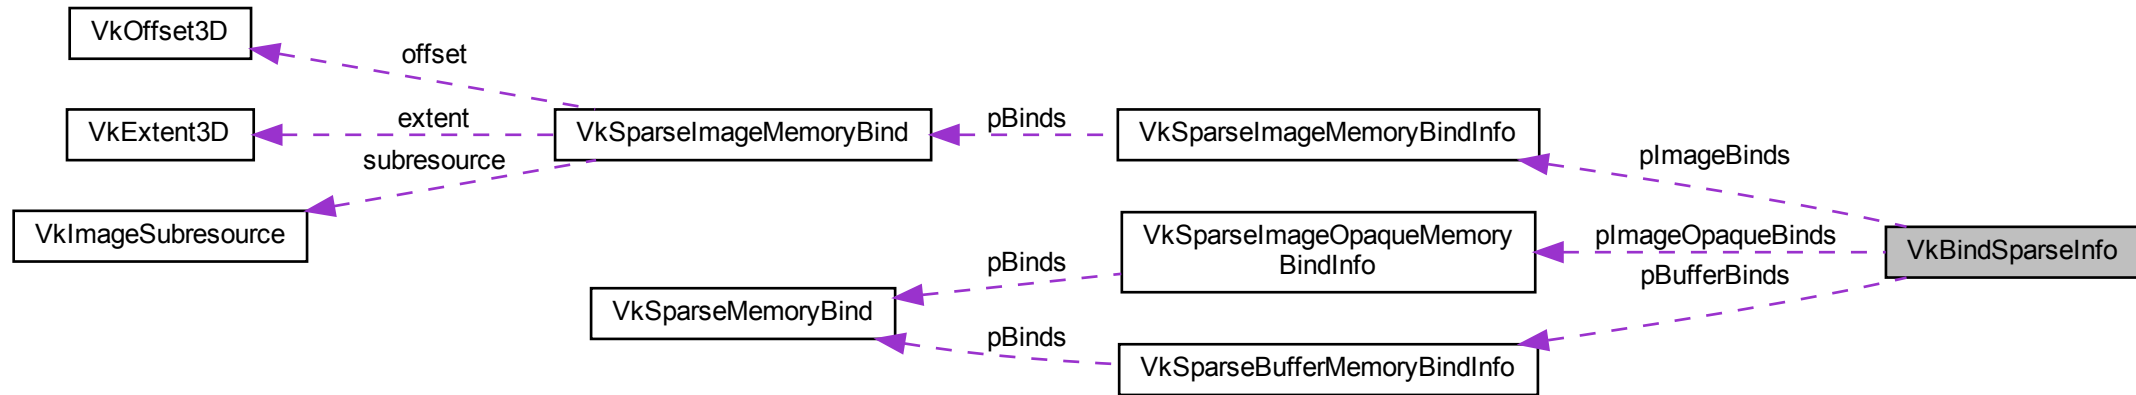 VkOffset3D
offset
VkExtent3D
extent
VkSparseImageMemoryBind
pBinds
VkSparseImageMemoryBindInfo
pImageBinds
subresource
VkImageSubresource
VkSparseImageOpaqueMemory
BindInfo
pImageOpaqueBinds
VkBindSparseInfo
pBinds
pBufferBinds
VkSparseMemoryBind
pBinds
VkSparseBufferMemoryBindInfo